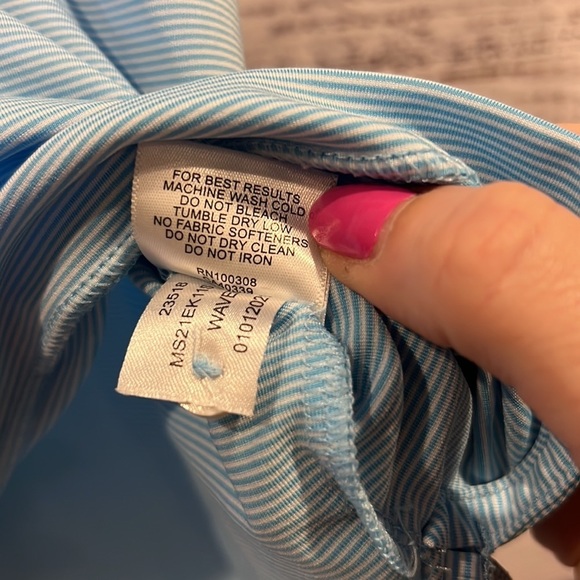 FOR BEST RESULTS
MACHINE WASH COLD
DO NOT BLEACH
TUMBLE DRY LOW
NO FABRIC SOFTENERS
DO NOT DRY CLEAN
DO NOT IRON
RN100308
23518